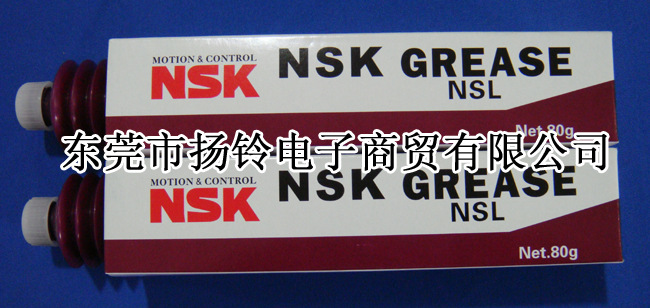 MOTION & CONTROL
NSK
NSK GREASE
NSL
Net.80g
东莞市扬铃电子商贸有限公司
MOTION & CONTROL
NSK
NSK GREASE
NSL
Net.80g